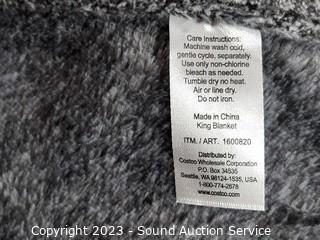 Care Instructions:
Machine wash cold,
gentle cycle, separately.
Use only non-chlorine
bleach as needed.
Tumble dry no heat.
Air or line dry.
Do not iron.
Made in China
King Blanket
ITM. / ART. 1600820
Distributed by:
Costco Wholesale Corporation
P.O. Box 34535
Seattle, WA 98124-1535, USA
1-800-774-2678
www.costco.com
Copyright 2023 - Sound Auction Service